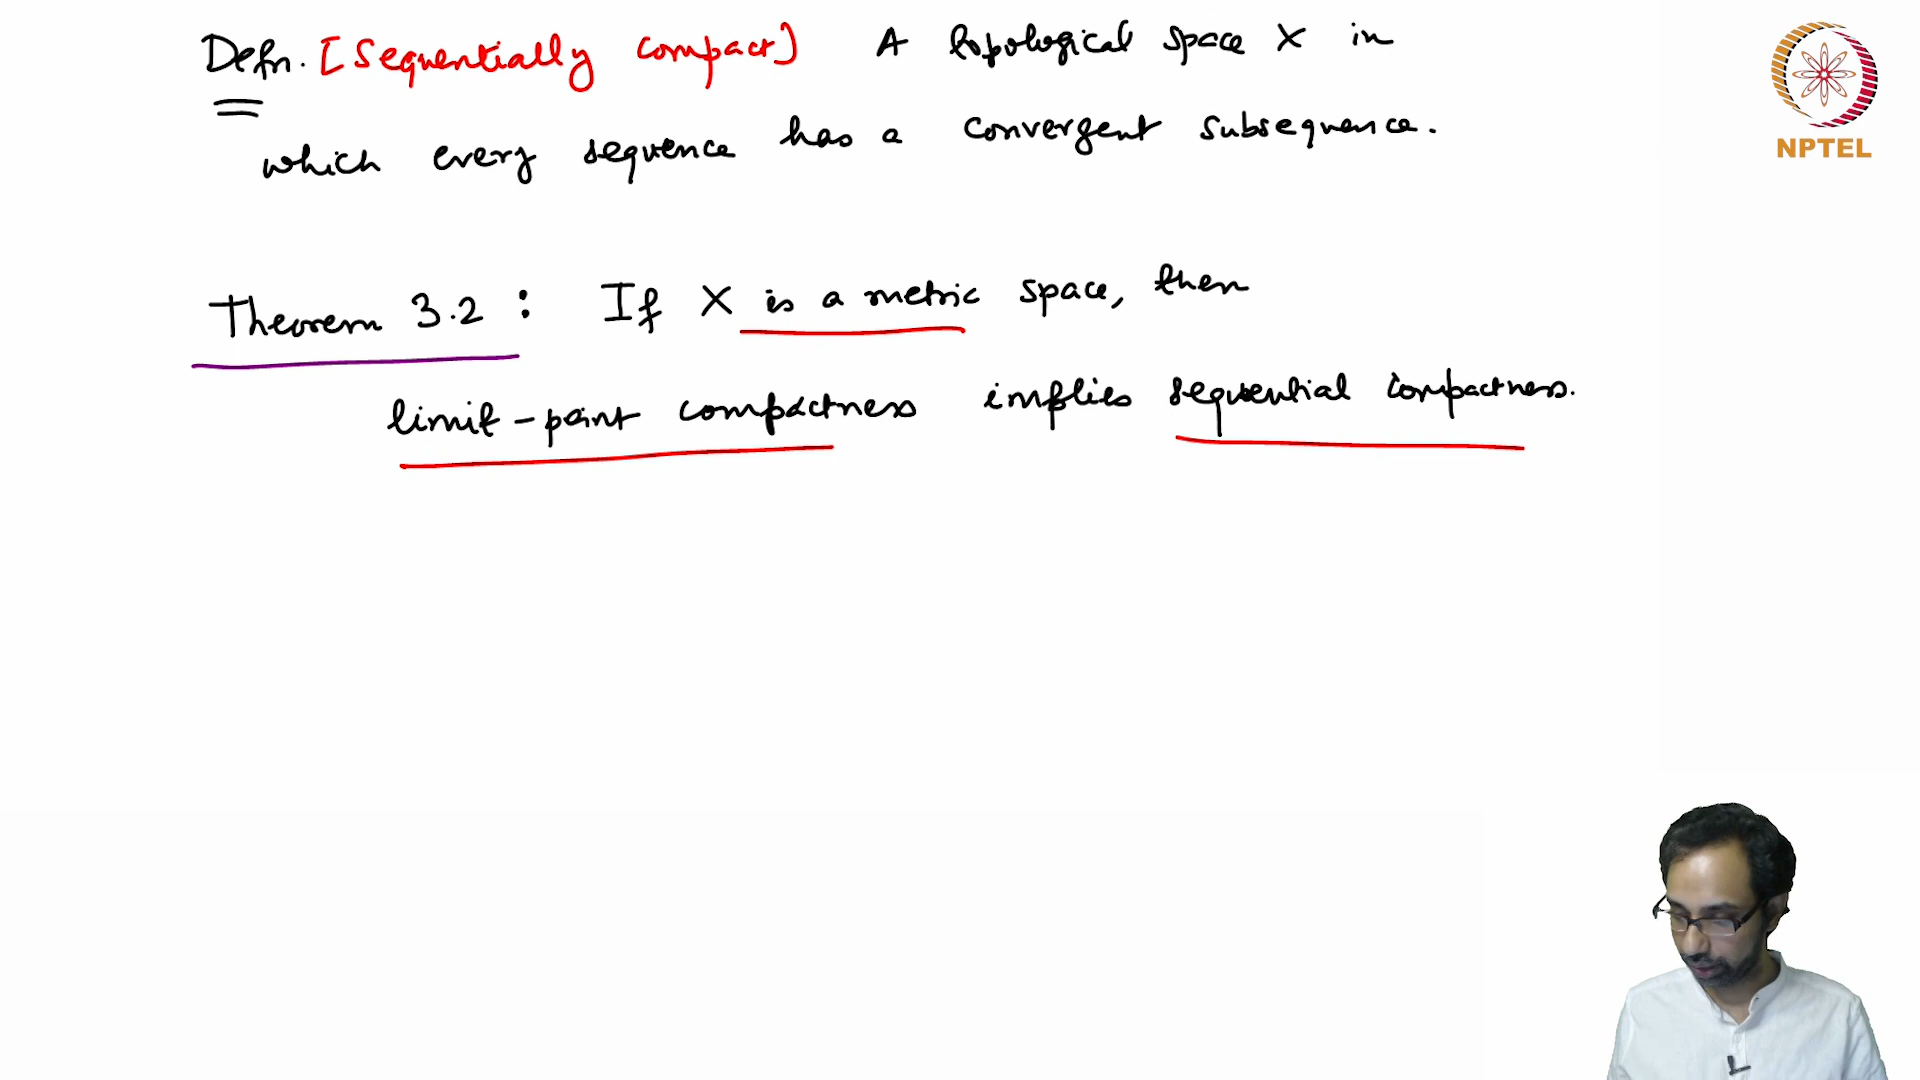 Defn. [Sequentially compact] A topological space X in
which every sequence has a convergent subsequence.
Theorem 3.2 : If X is a metric space, then
limit-point compactness implies sequential compactness.
NPTEL